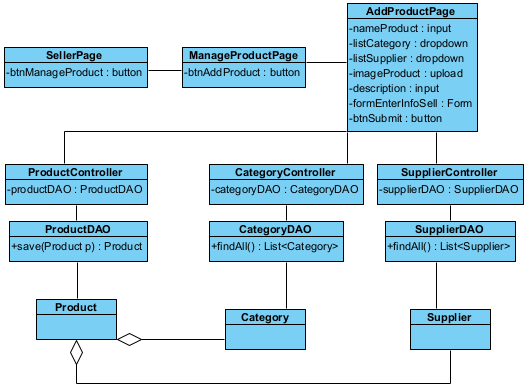 AddProductPage
-nameProduct : input
-listCategory : dropdown
-listSupplier : dropdown
-imageProduct : upload
-description : input
-formEnterInfoSell : Form
-btnSubmit : button
SellerPage
-btnManageProduct : button
ManageProductPage
-btnAddProduct : button
ProductController
-productDAO : ProductDAO
CategoryController
-categoryDAO : CategoryDAO
SupplierController
-supplierDAO : SupplierDAO
ProductDAO
+save(Product p) : Product
CategoryDAO
+findAll() : List<Category>
SupplierDAO
+findAll() : List<Supplier>
Product
Category
Supplier